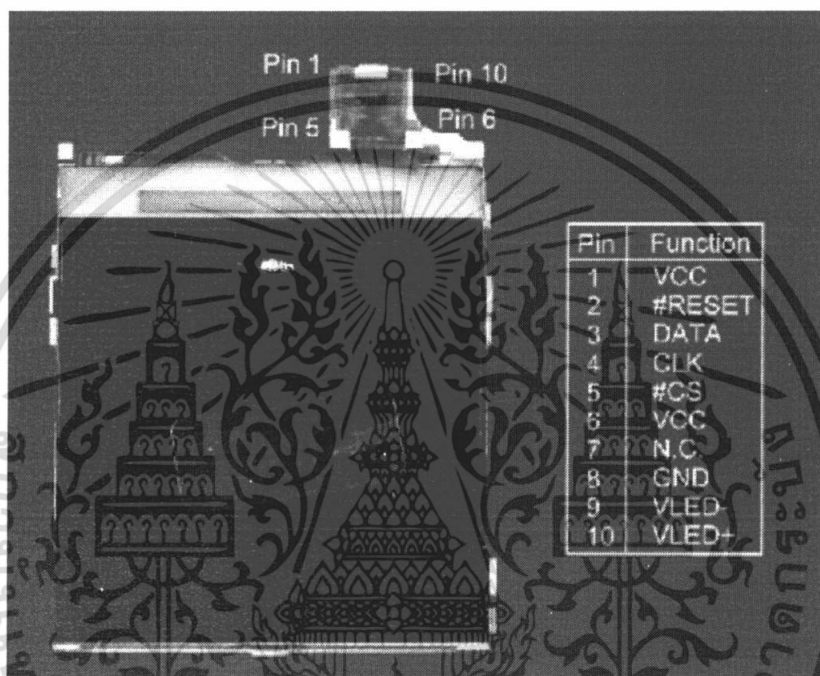 Pin 1
Pin 10
Pin 5
Pin 6
Pin Function
1 VCC
2 #RESET
3 DATA
4 CLK
5 #CS
6 VCC
7 N.C.
8 GND
9 VLED-
10 VLED+